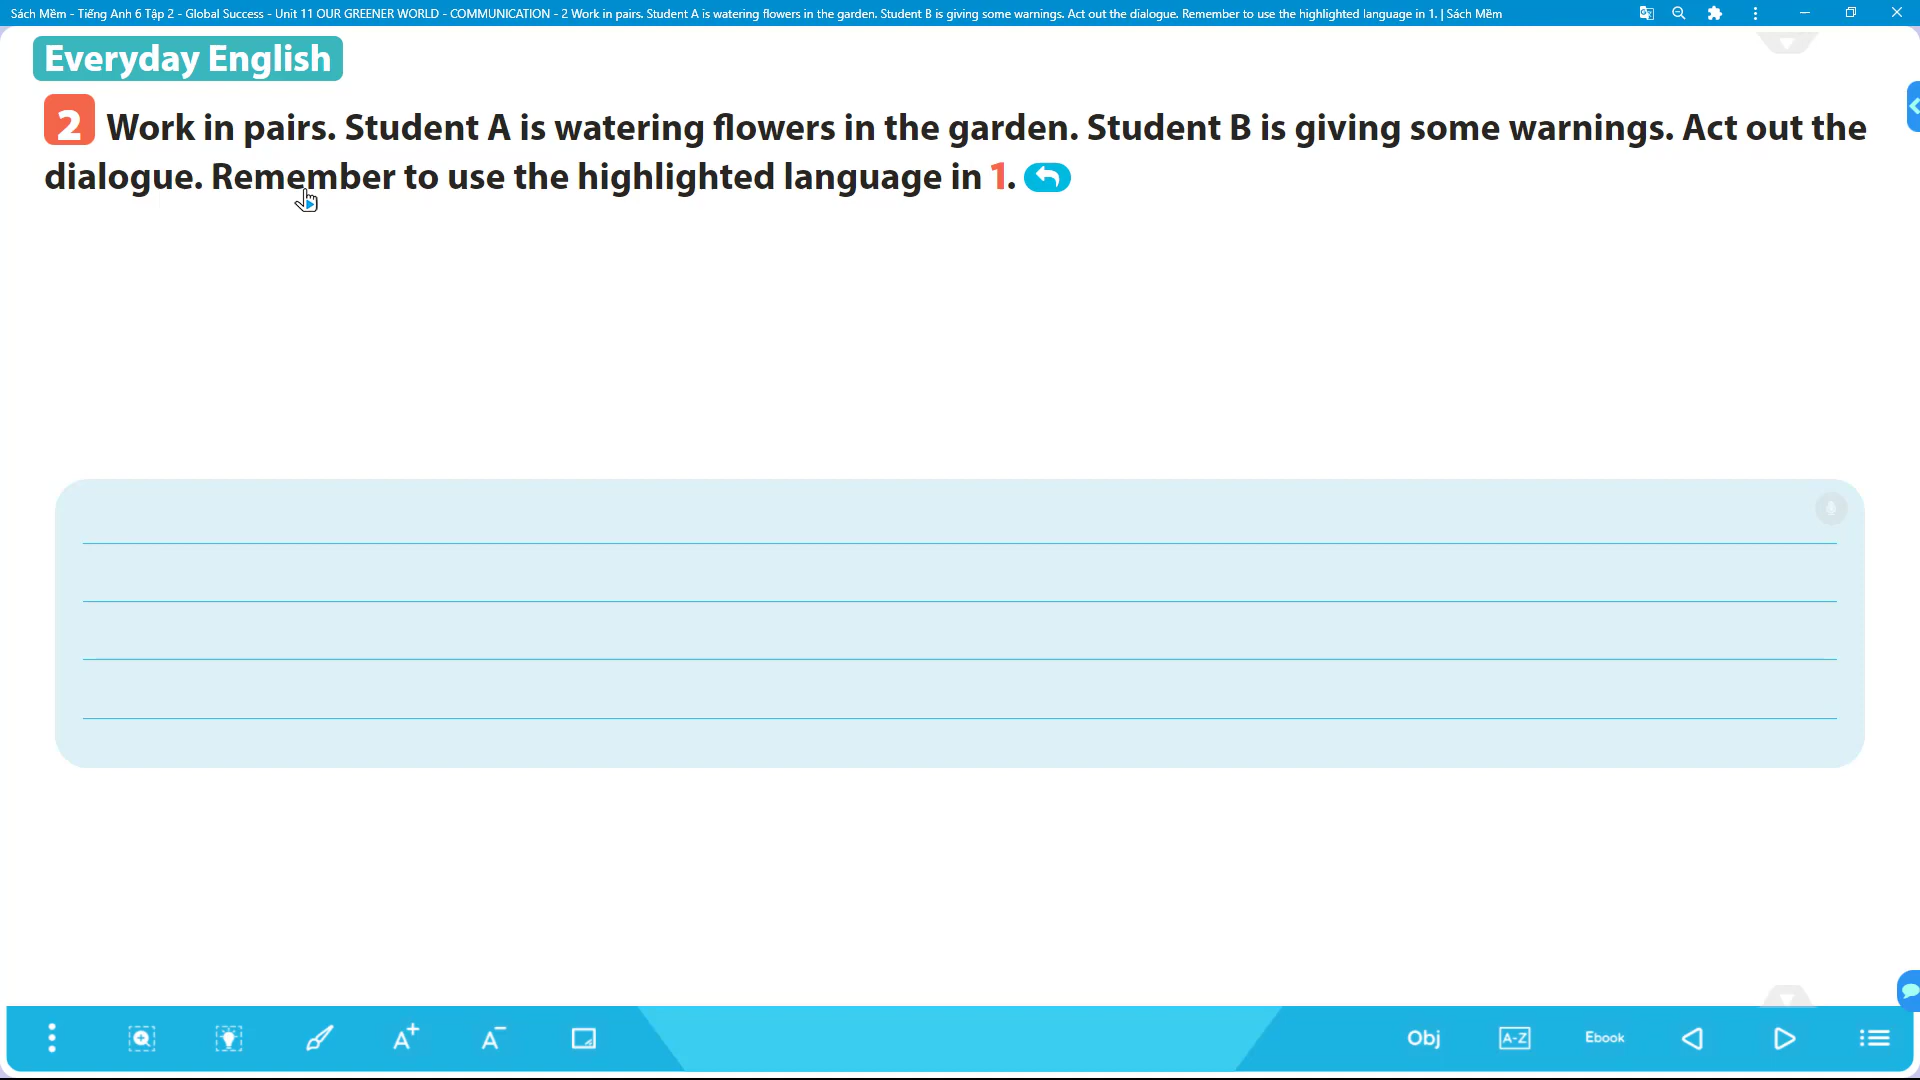 Sách Mềm - Tiếng Anh 6 Tập 2 - Global Success - Unit 11 OUR GREENER WORLD - COMMUNICATION - 2 Work in pairs. Student A is watering flowers in the garden. Student B is giving some warnings. Act out the dialogue. Remember to use the highlighted language in 1. | Sách Mềm
Everyday English
2 Work in pairs. Student A is watering flowers in the garden. Student B is giving some warnings. Act out the
dialogue. Remember to use the highlighted language in 1.
A+ A− Obj A-Z Ebook